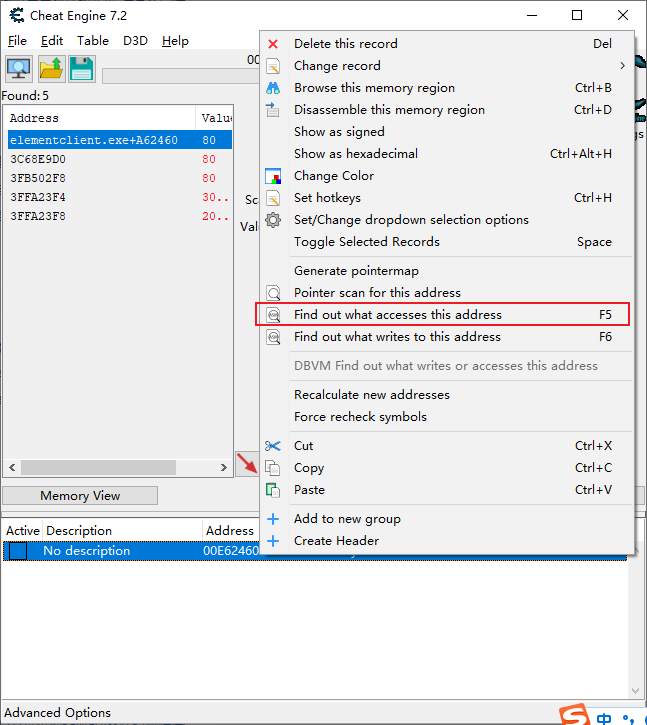 Cheat Engine 7.2
File Edit Table D3D Help
00
Found: 5
Address Value
elementclient.exe+A62460 80
3C68E9D0 80
3FB502F8 80
3FFA23F4 30..
3FFA23F8 20...
Sc
Val
gs
Delete this record Del
Change record
Browse this memory region Ctrl+B
Disassemble this memory region Ctrl+D
Show as signed
Show as hexadecimal Ctrl+Alt+H
Change Color
Set hotkeys Ctrl+H
Set/Change dropdown selection options
Toggle Selected Records Space
Generate pointermap
Pointer scan for this address
Find out what accesses this address F5
Find out what writes to this address F6
DBVM Find out what writes or accesses this address
Recalculate new addresses
Force recheck symbols
Cut Ctrl+X
Copy Ctrl+C
Paste Ctrl+V
Add to new group
Create Header
Memory View
Active Description Address
No description 00E62460
Advanced Options
S 中 °,